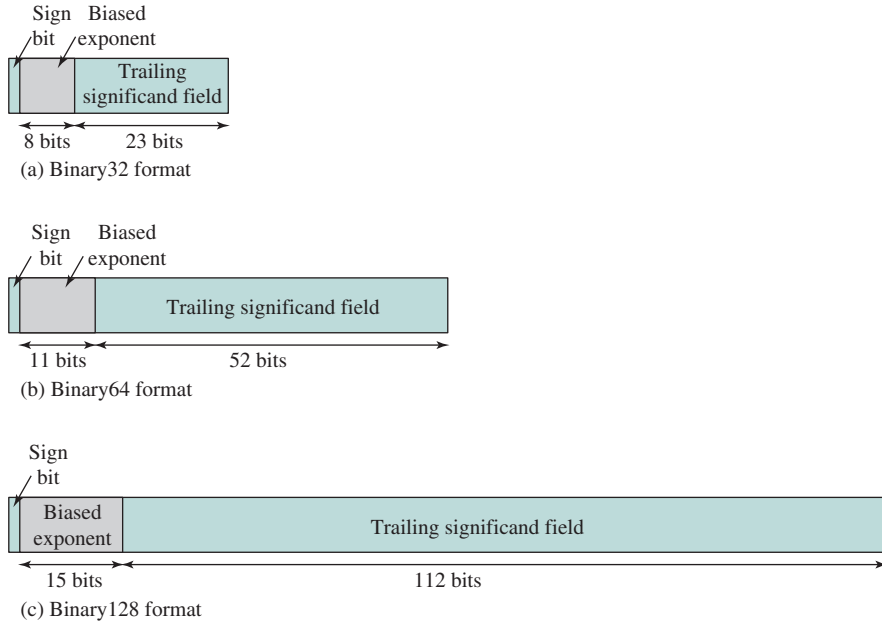 Sign
bit
Biased
exponent
Trailing
significand field
8 bits
23 bits
(a) Binary32 format
Sign
bit
Biased
exponent
Trailing significand field
11 bits
52 bits
(b) Binary64 format
Sign
bit
Biased
exponent
Trailing significand field
15 bits
112 bits
(c) Binary128 format